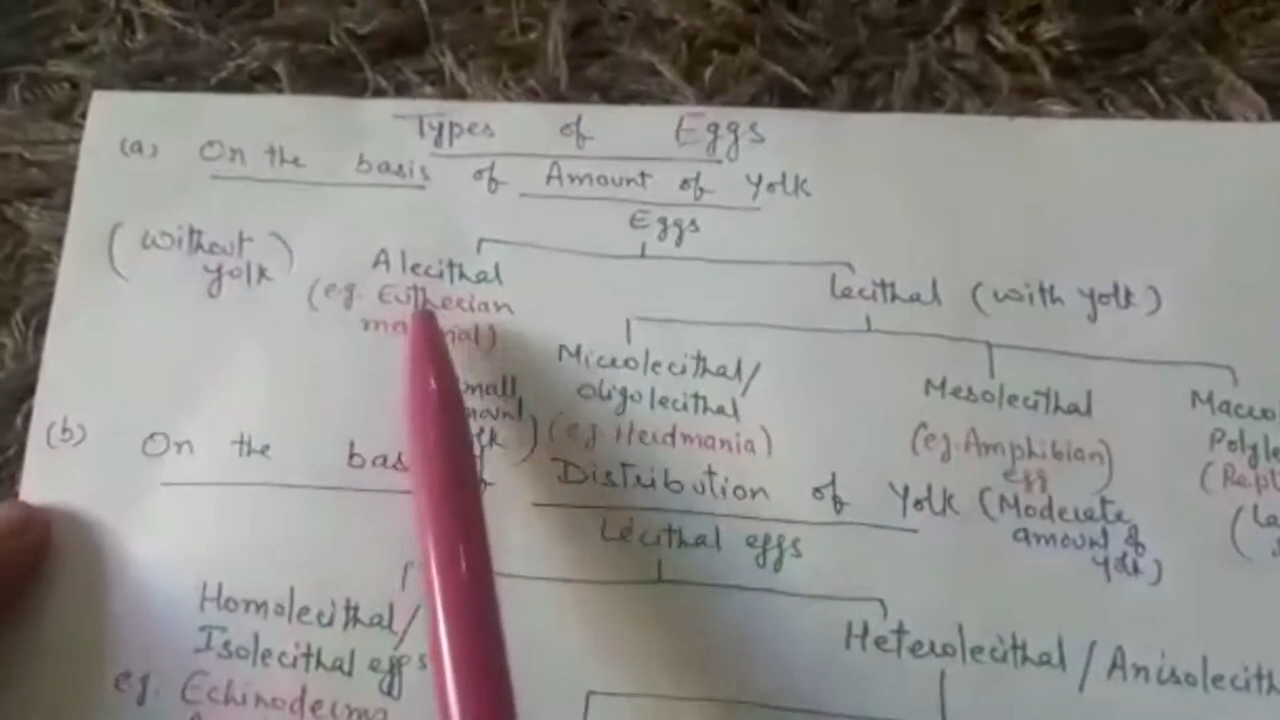 Types of Eggs
(a) On the basis of Amount of Yolk
Eggs
(without yolk)
Alecithal
(eg. Eutherian
Lecithal (with yolk)
Microlecithal/
oligolecithal
(eg Herdmania)
Mesolecithal
(eg. Amphibian
egg)
(b) On the
Distribution of Yolk
(Moderate
amount of
yolk)
Lecithal eggs
Homolecithal/
Isolecithal eggs
eg. Echinoderma
Heterolecithal / Anisolecith